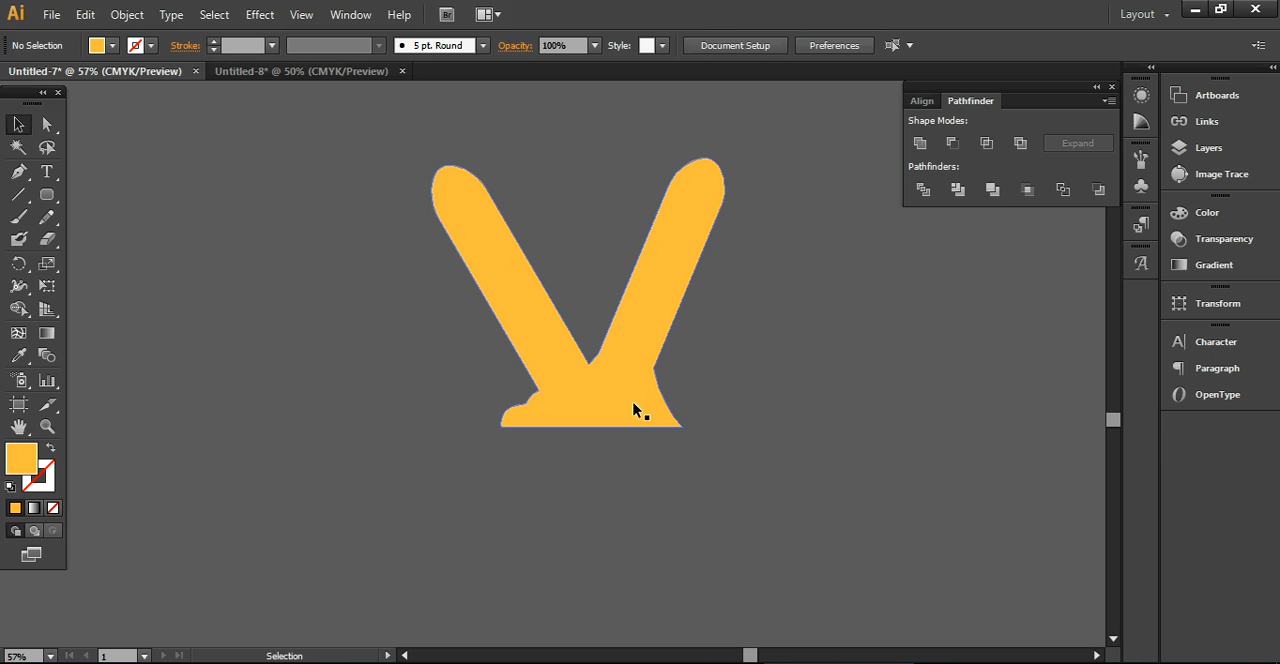 Ai File Edit Object Type Select Effect View Window Help Br Layout
No Selection Stroke: 5 pt. Round Opacity: 100% Style: Document Setup Preferences
Untitled-7* @ 57% (CMYK/Preview) × Untitled-8* @ 50% (CMYK/Preview) ×
Align Pathfinder
Shape Modes:
Expand
Pathfinders:
Artboards
Links
Layers
Image Trace
Color
Transparency
Gradient
Transform
Character
Paragraph
OpenType
57% 1 Selection